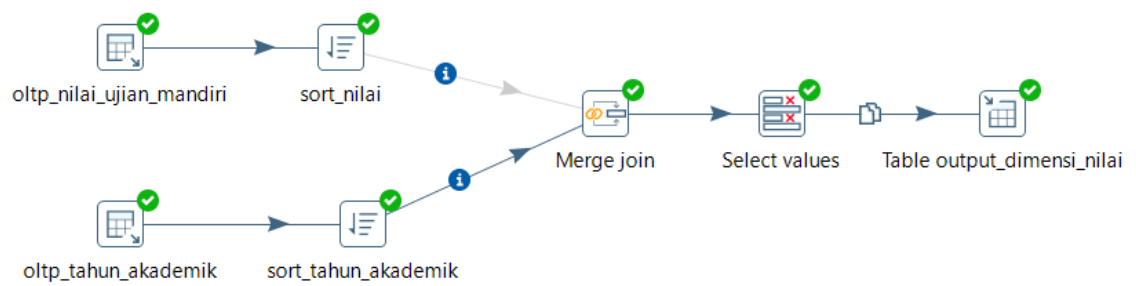 oltp_nilai_ujian_mandiri
sort_nilai
Merge join
Select values
Table output_dimensi_nilai
oltp_tahun_akademik
sort_tahun_akademik